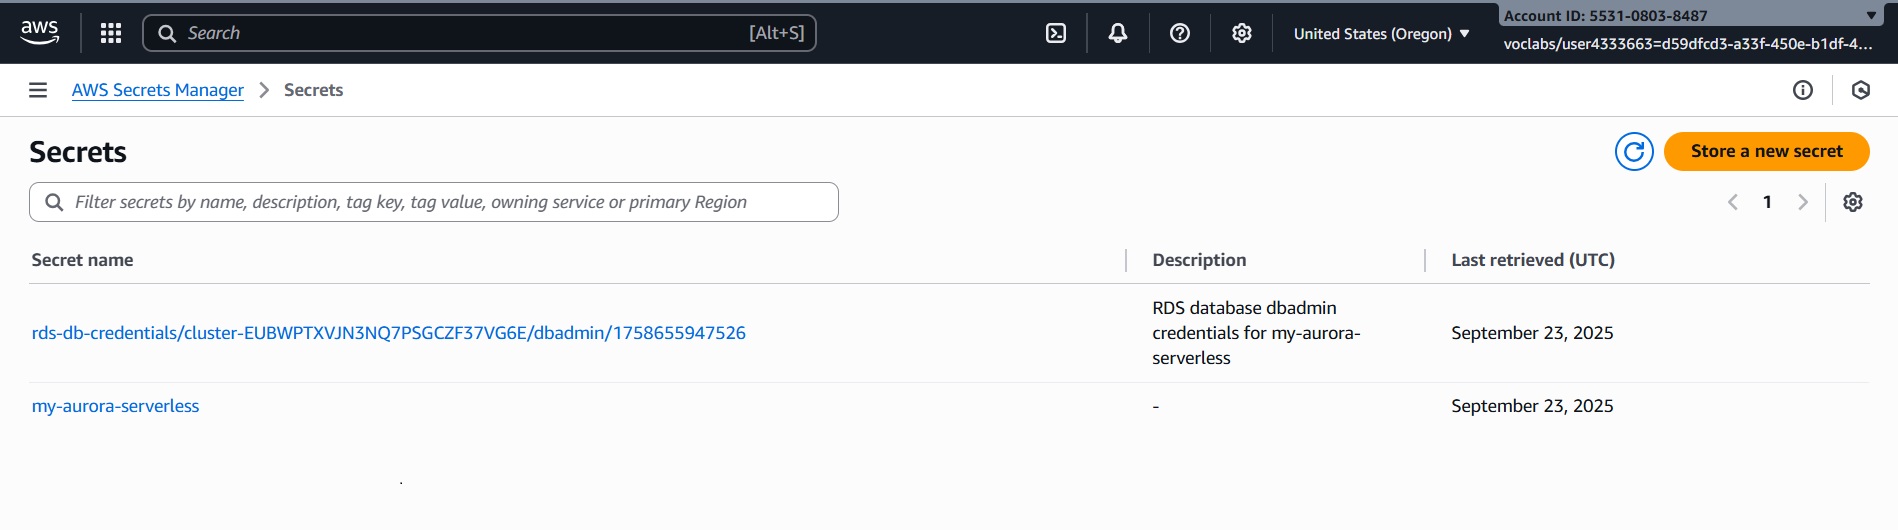 aws
Search
[Alt+S]
United States (Oregon) ▼
Account ID: 5531-0803-8487
voclabs/user4333663=d59dfcd3-a33f-450e-b1df-4...
AWS Secrets Manager > Secrets
Secrets
Store a new secret
Filter secrets by name, description, tag key, tag value, owning service or primary Region
1
Secret name
Description
Last retrieved (UTC)
rds-db-credentials/cluster-EUBWPTXVJN3NQ7PSGCZF37VG6E/dbadmin/1758655947526
RDS database dbadmin
credentials for my-aurora-
serverless
September 23, 2025
my-aurora-serverless
-
September 23, 2025